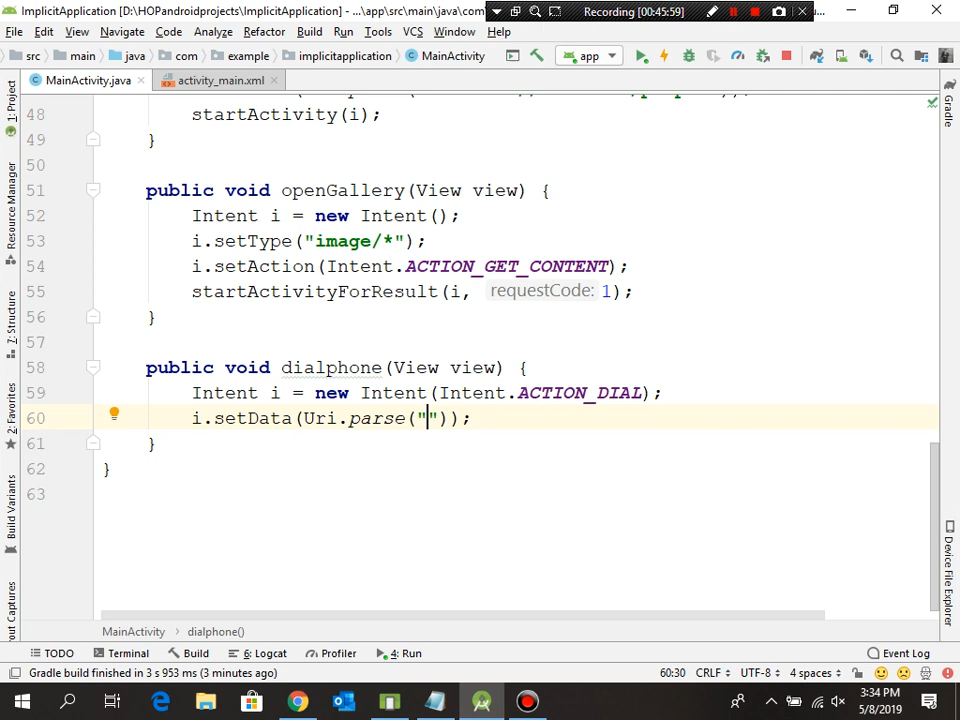 ImplicitApplication [D:\HOPandroidprojects\ImplicitApplication] - ...\app\src\main\java\com
Recording [00:45:59]
File Edit View Navigate Code Analyze Refactor Build Run Tools VCS Window Help
src main java com example implicitapplication MainActivity app
MainActivity.java activity_main.xml
1: Project
Resource Manager
7: Structure
2: Favorites
Build Variants
Gradle
Device File Explorer
48 startActivity(i);
49 }
50
51 public void openGallery(View view) {
52 Intent i = new Intent();
53 i.setType("image/*");
54 i.setAction(Intent.ACTION_GET_CONTENT);
55 startActivityForResult(i, requestCode: 1);
56 }
57
58 public void dialphone(View view) {
59 Intent i = new Intent(Intent.ACTION_DIAL);
60 i.setData(Uri.parse(""));
61 }
62 }
63
MainActivity dialphone()
TODO Terminal Build 6: Logcat Profiler 4: Run Event Log
Gradle build finished in 3 s 953 ms (3 minutes ago) 60:30 CRLF UTF-8 4 spaces
3:34 PM
5/8/2019